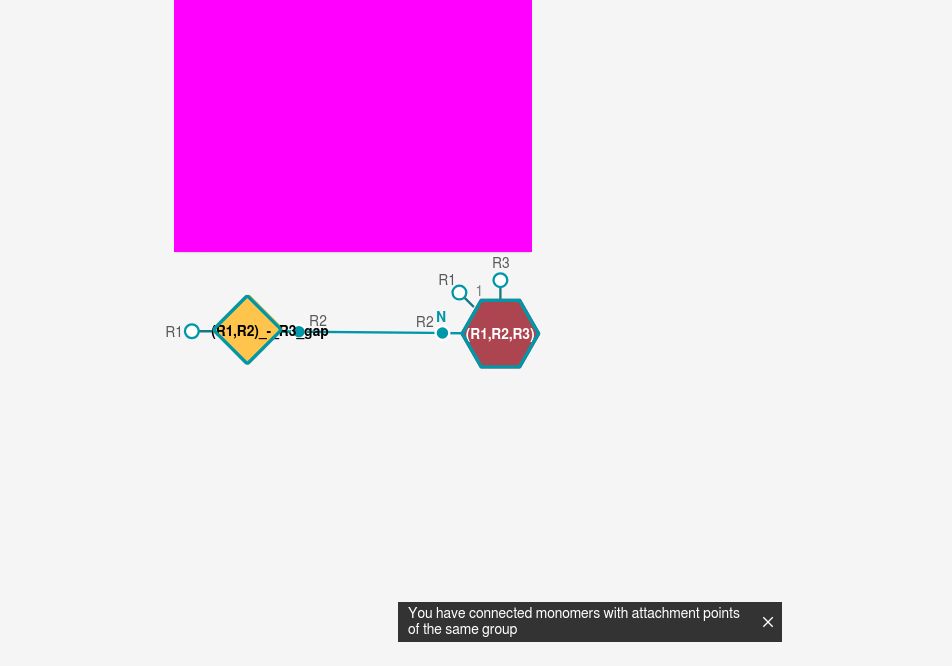 R3
R1
1
N
R2
R2
R1
(R1,R2)_-_R3_gap
(R1,R2,R3)
You have connected monomers with attachment points
of the same group